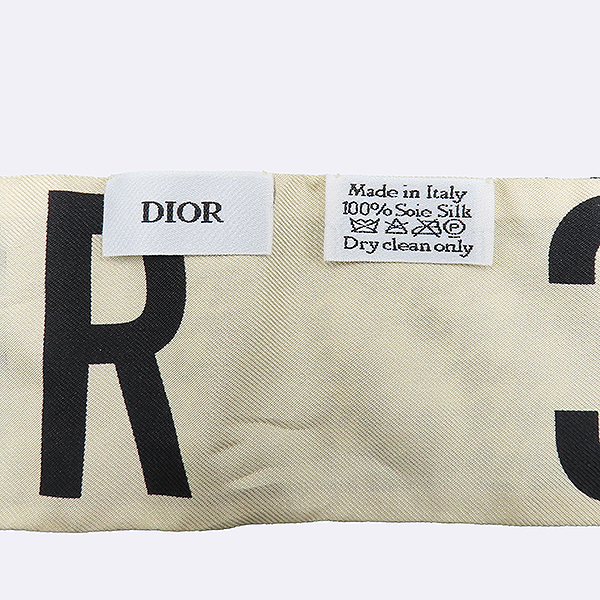 DIOR
Made in Italy
100% Soie Silk
Dry clean only
R